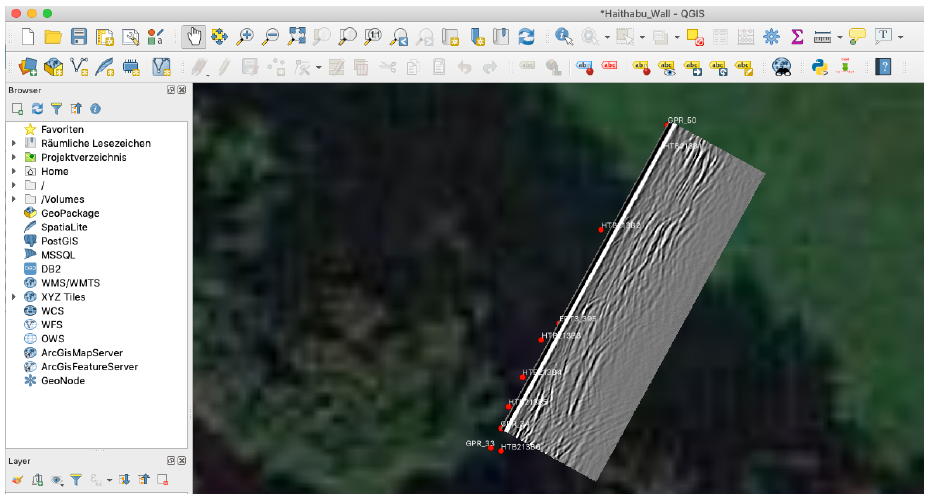 *Haithabu_Wall - QGIS
Browser
Favoriten
Räumliche Lesezeichen
Projektverzeichnis
Home
/
/Volumes
GeoPackage
SpatiaLite
PostGIS
MSSQL
DB2
WMS/WMTS
XYZ Tiles
WCS
WFS
OWS
ArcGisMapServer
ArcGisFeatureServer
GeoNode
Layer
GPR_50
GPR_33
HTB21386